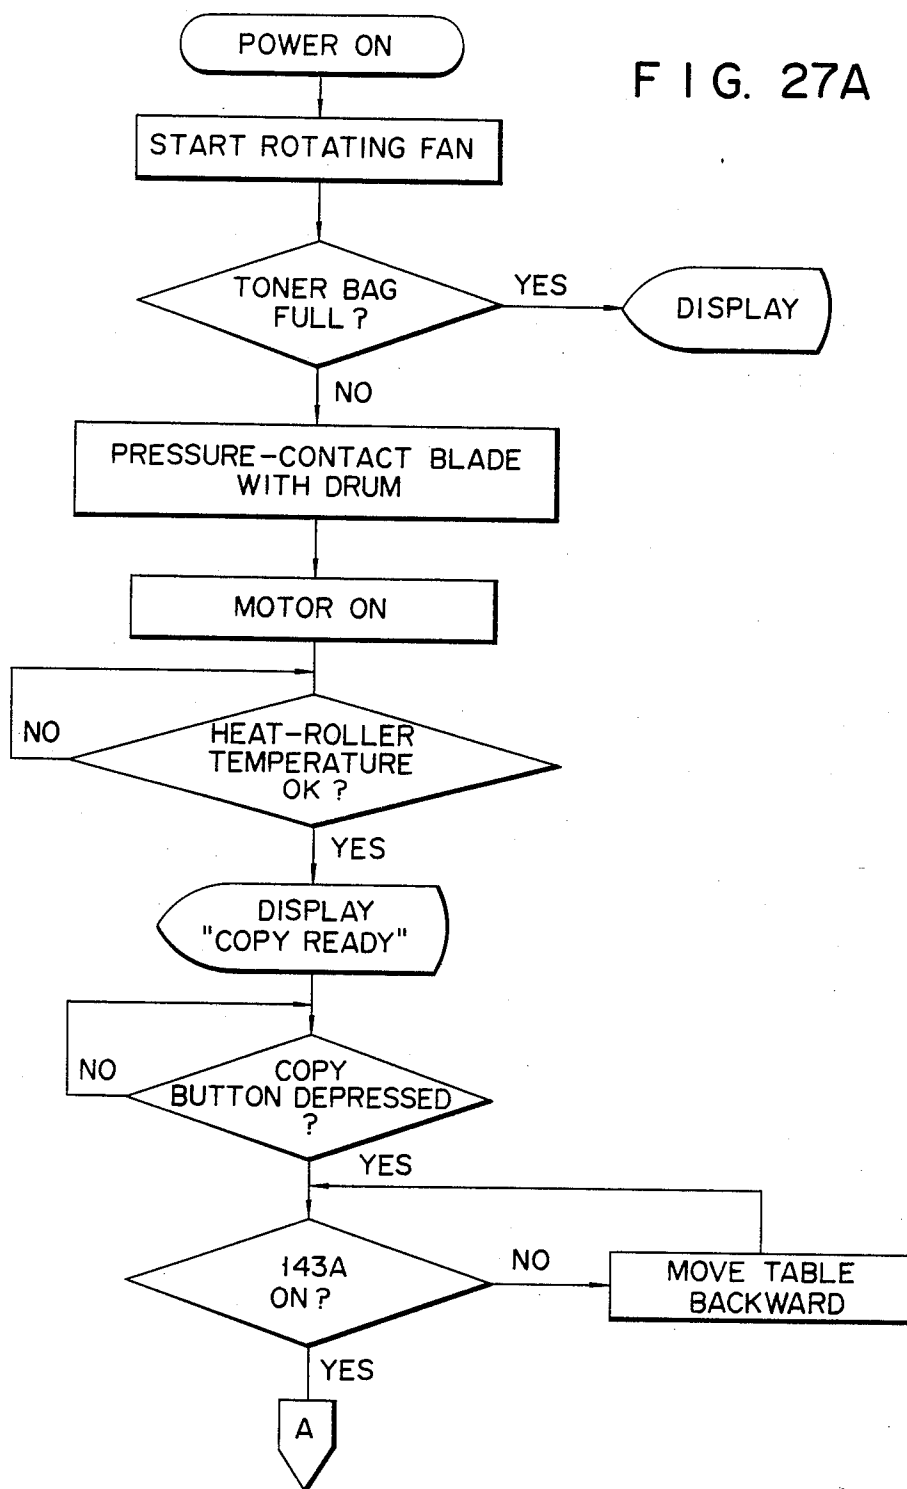 POWER ON
F I G. 27A
START ROTATING FAN
TONER BAG
FULL ?
YES
DISPLAY
NO
PRESSURE-CONTACT BLADE
WITH DRUM
MOTOR ON
NO
HEAT-ROLLER
TEMPERATURE
OK ?
YES
DISPLAY
"COPY READY"
NO
COPY
BUTTON DEPRESSED
?
YES
143A
ON ?
NO
MOVE TABLE
BACKWARD
YES
A